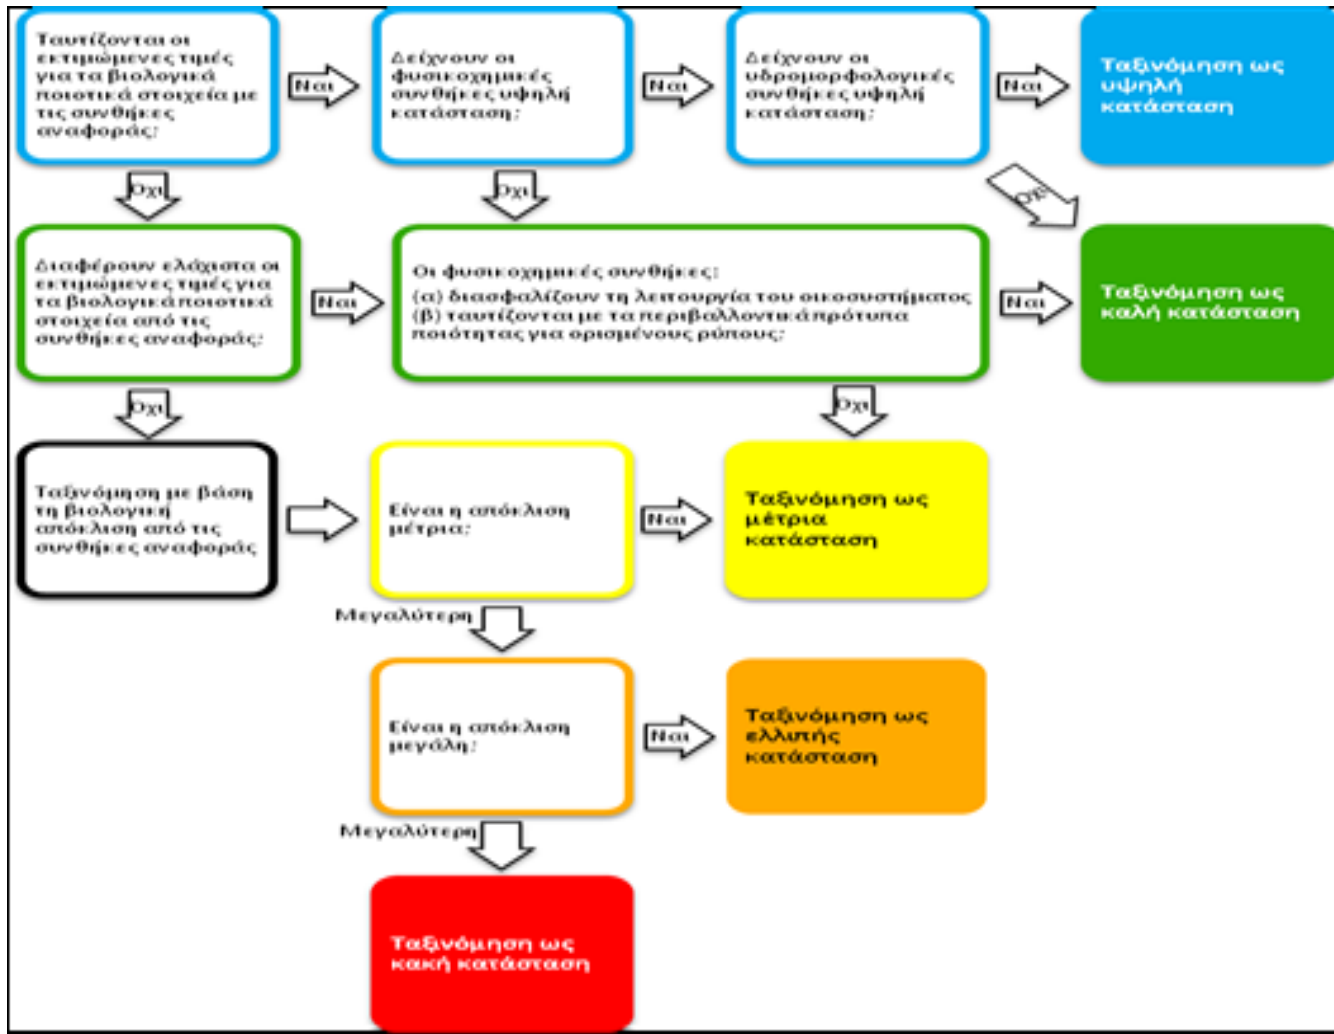 Ταυτίζονται οι
εκτιμώμενες τιμές
για τα βιολογικά
ποιοτικά στοιχεία με
τις συνθήκες
αναφοράς;
Ναι
Δείχνουν οι
φυσικοχημικές
συνθήκες υψηλή
κατάσταση;
Ναι
Δείχνουν οι
υδρομορφολογικές
συνθήκες υψηλή
κατάσταση;
Ναι
Ταξινόμηση ως
υψηλή
κατάσταση
Όχι
Όχι
Όχι
Διαφέρουν ελάχιστα οι
εκτιμώμενες τιμές για
τα βιολογικά ποιοτικά
στοιχεία από τις
συνθήκες αναφοράς;
Ναι
Οι φυσικοχημικές συνθήκες:
(α) διασφαλίζουν τη λειτουργία του οικοσυστήματος
(β) ταυτίζονται με τα περιβαλλοντικά πρότυπα
ποιότητας για ορισμένους ρύπους;
Ναι
Ταξινόμηση ως
καλή κατάσταση
Όχι
Όχι
Ταξινόμηση με βάση
τη βιολογική
απόκλιση από τις
συνθήκες αναφοράς
Είναι η απόκλιση
μέτρια;
Ναι
Ταξινόμηση ως
μέτρια
κατάσταση
Μεγαλύτερη
Είναι η απόκλιση
μεγάλη;
Ναι
Ταξινόμηση ως
ελλιπής
κατάσταση
Μεγαλύτερη
Ταξινόμηση ως
κακή κατάσταση